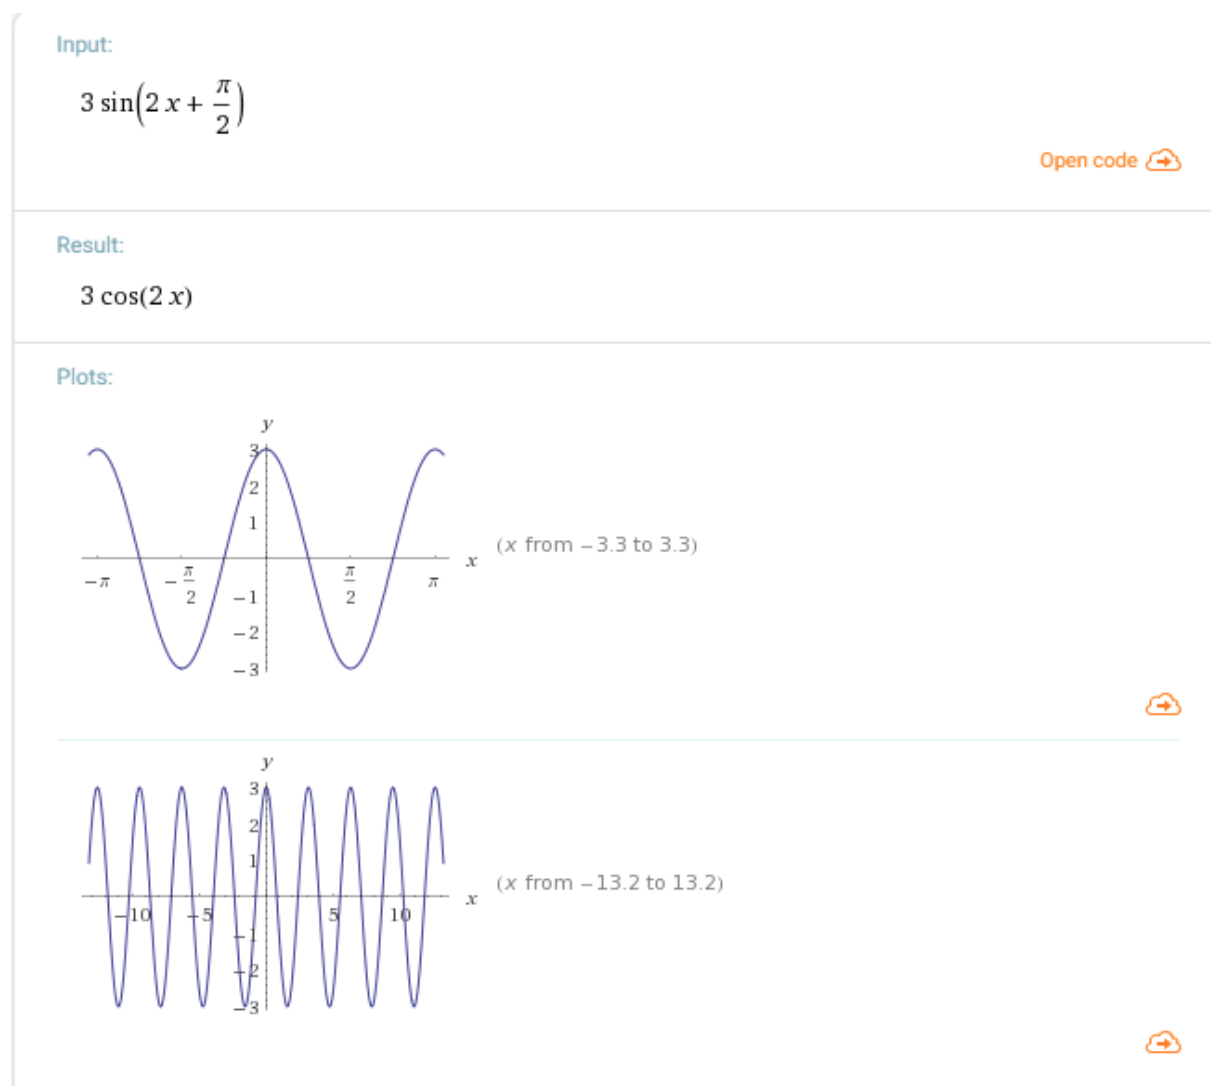 Input:
3 sin(2 x + π/2)
Open code
Result:
3 cos(2 x)
Plots:
y
3
2
1
(x from −3.3 to 3.3)
x
−π
−π/2
π/2
π
−1
−2
−3
y
3
2
1
(x from −13.2 to 13.2)
x
−10
−5
5
10
−1
−2
−3